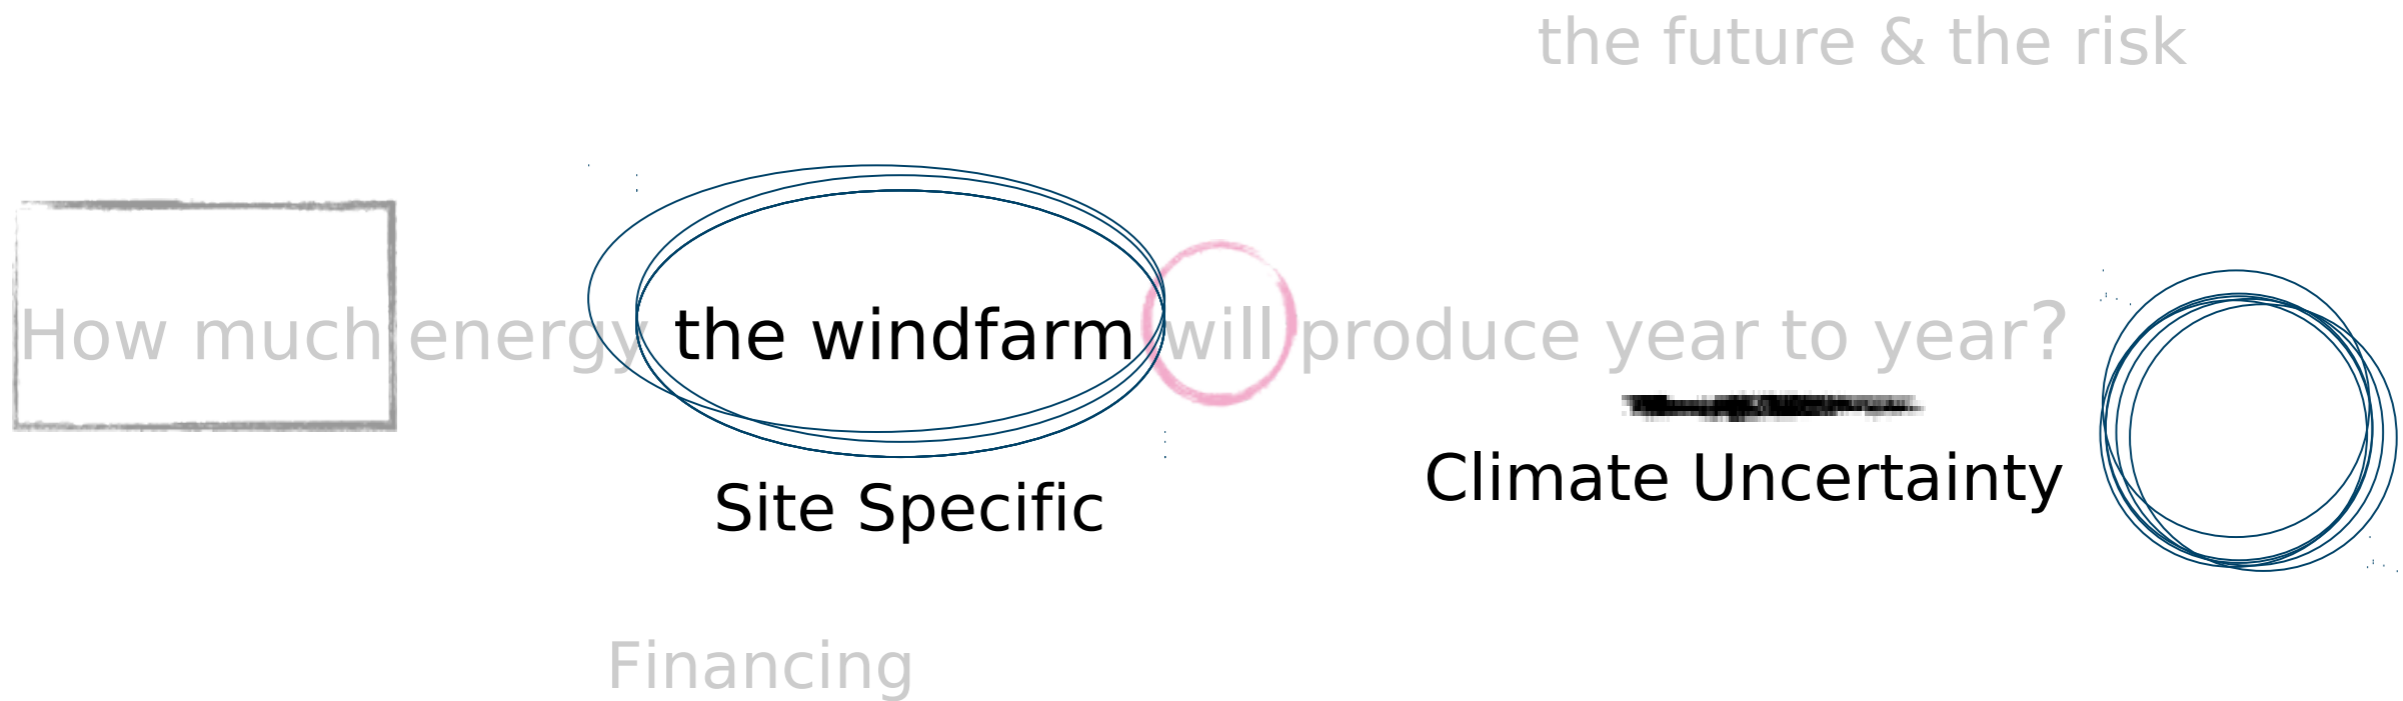 the future & the risk
How much energy the windfarm will produce year to year?
Climate Uncertainty
Site Specific
Financing